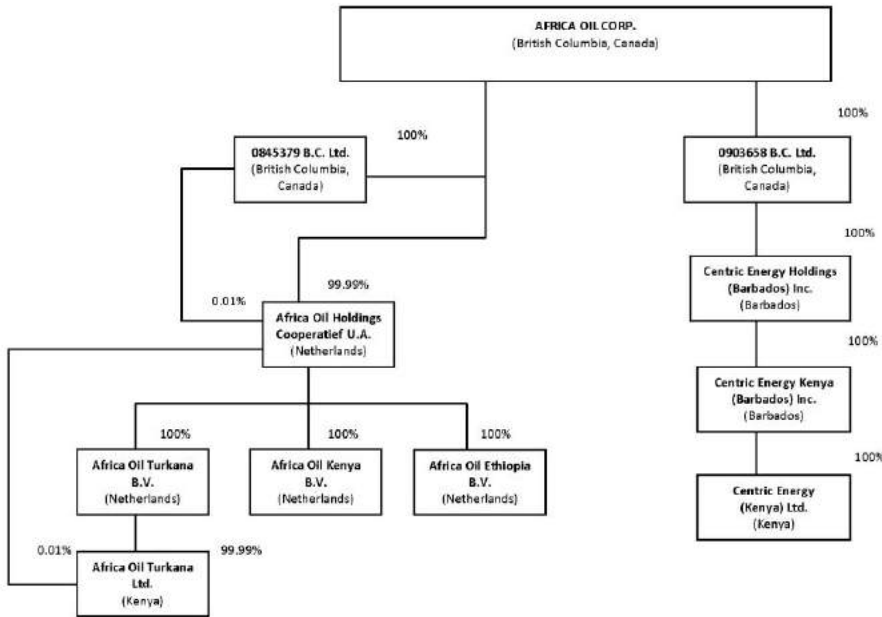 AFRICA OIL CORP.
(British Columbia, Canada)
100%
100%
0845379 B.C. Ltd.
(British Columbia,
Canada)
0903658 B.C. Ltd.
(British Columbia,
Canada)
100%
99.99%
0.01%
Africa Oil Holdings
Cooperatief U.A.
(Netherlands)
Centric Energy Holdings
(Barbados) Inc.
(Barbados)
100%
Centric Energy Kenya
(Barbados) Inc.
(Barbados)
100%
100%
100%
100%
Africa Oil Turkana
B.V.
(Netherlands)
Africa Oil Kenya
B.V.
(Netherlands)
Africa Oil Ethiopia
B.V.
(Netherlands)
Centric Energy
(Kenya) Ltd.
(Kenya)
0.01%
99.99%
Africa Oil Turkana
Ltd.
(Kenya)